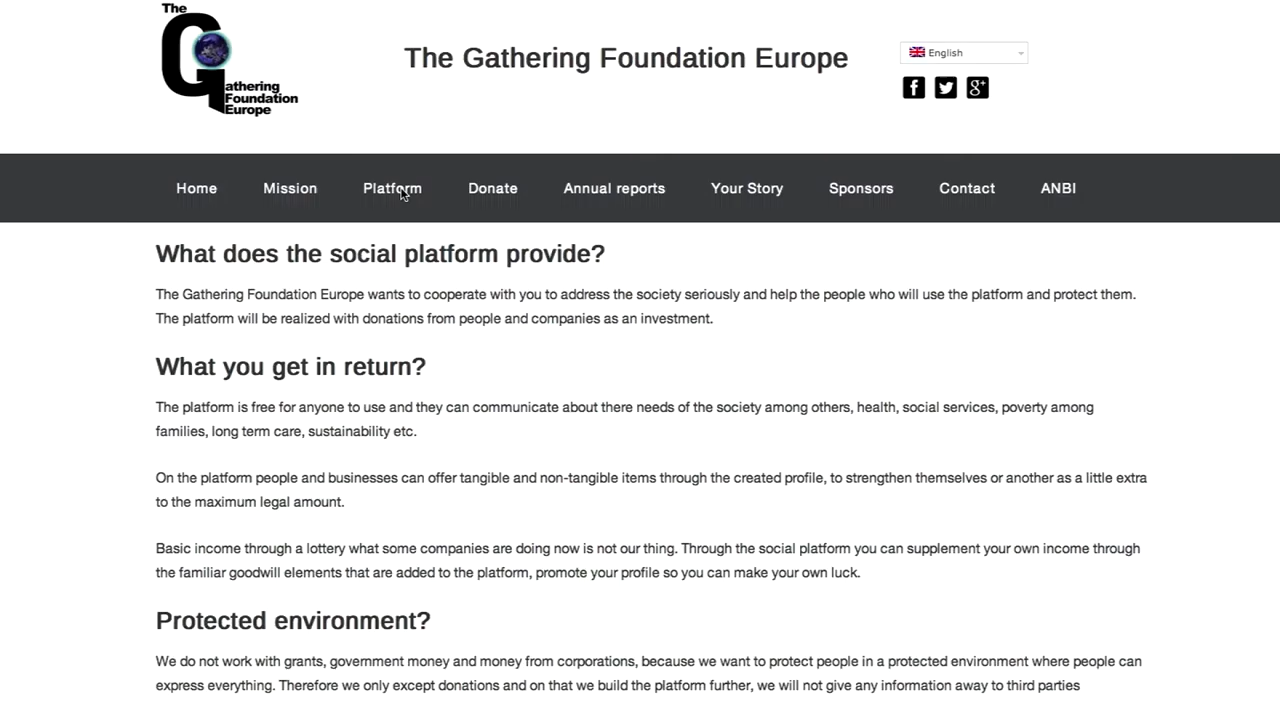 The
G
athering
Foundation
Europe
The Gathering Foundation Europe
English
f
g+
Home Mission Platform Donate Annual reports Your Story Sponsors Contact ANBI
What does the social platform provide?
The Gathering Foundation Europe wants to cooperate with you to address the society seriously and help the people who will use the platform and protect them.
The platform will be realized with donations from people and companies as an investment.
What you get in return?
The platform is free for anyone to use and they can communicate about there needs of the society among others, health, social services, poverty among
families, long term care, sustainability etc.
On the platform people and businesses can offer tangible and non-tangible items through the created profile, to strengthen themselves or another as a little extra
to the maximum legal amount.
Basic income through a lottery what some companies are doing now is not our thing. Through the social platform you can supplement your own income through
the familiar goodwill elements that are added to the platform, promote your profile so you can make your own luck.
Protected environment?
We do not work with grants, government money and money from corporations, because we want to protect people in a protected environment where people can
express everything. Therefore we only except donations and on that we build the platform further, we will not give any information away to third parties